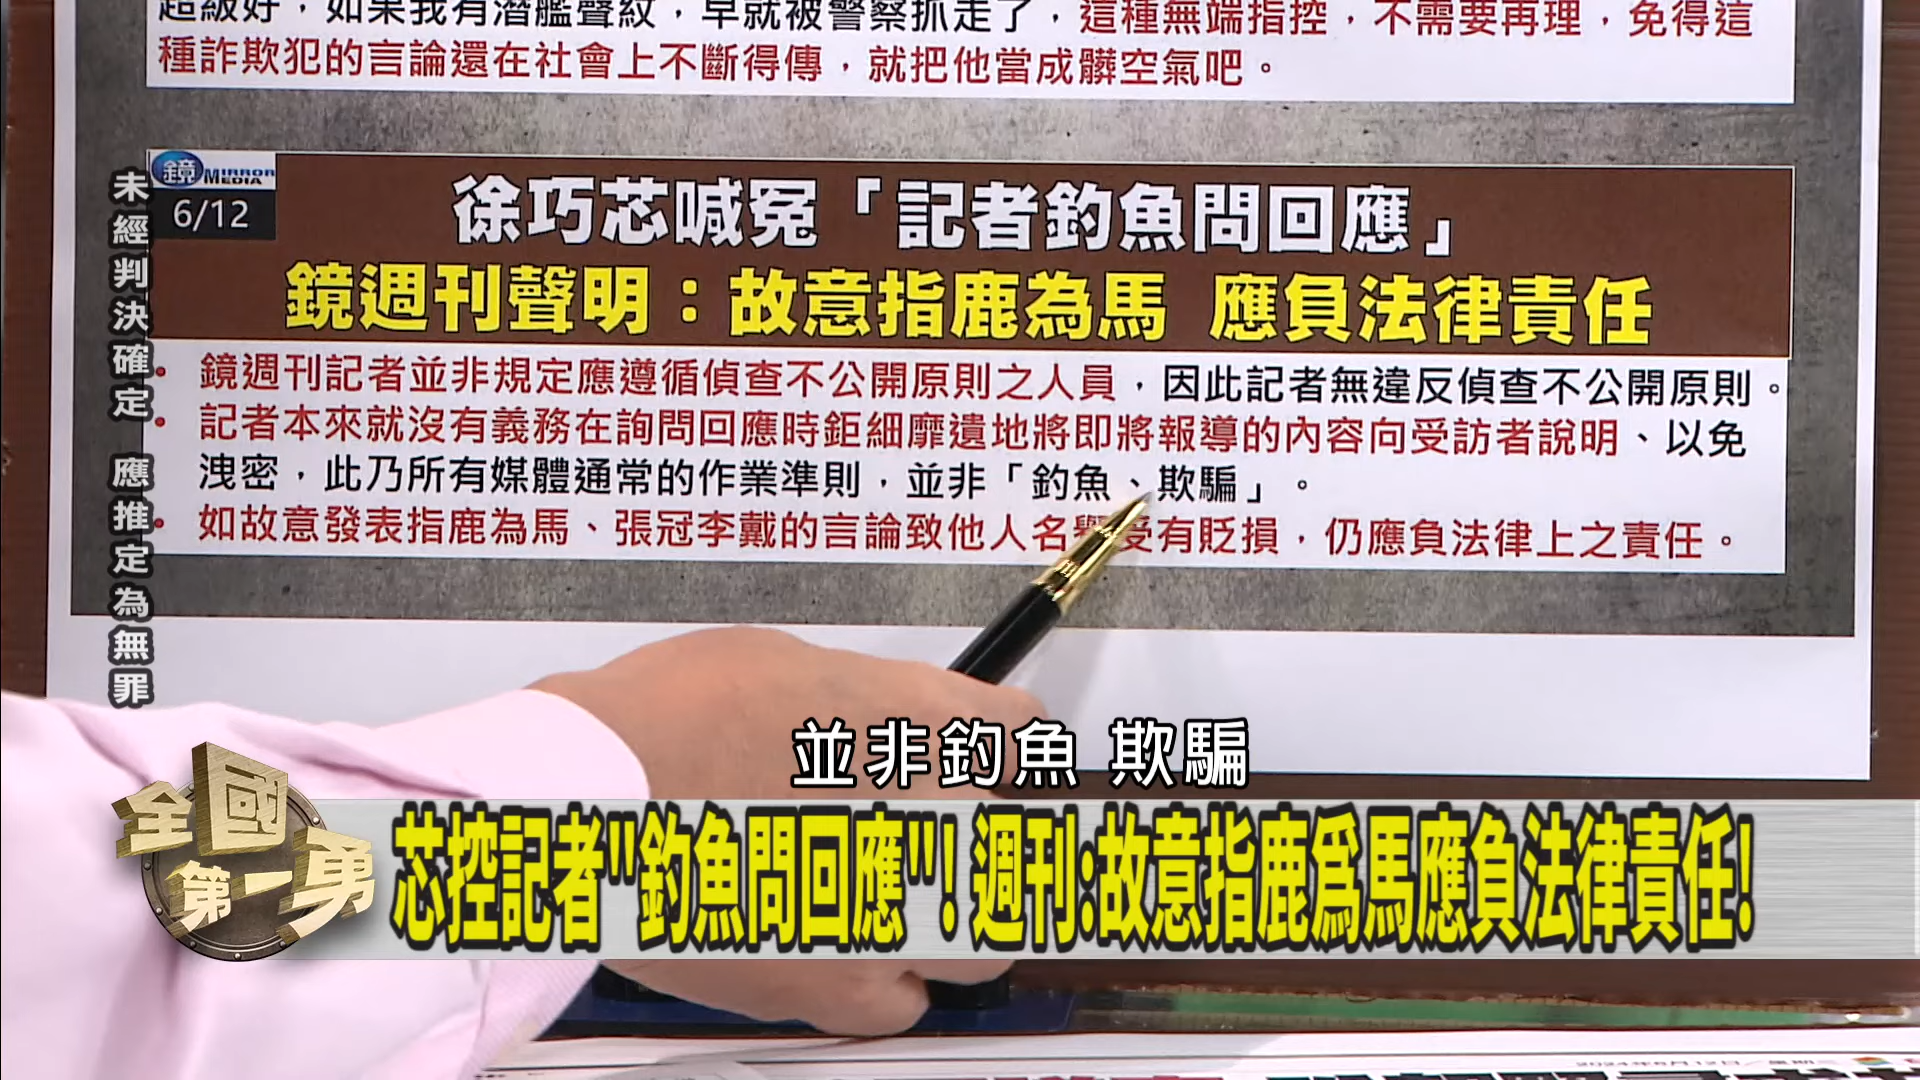 超級好，如果我有潛艦聲紋，早就被警察抓走了，這種無端指控，不需要再理，免得這
種詐欺犯的言論還在社會上不斷得傳，就把他當成髒空氣吧。
鏡 MIRROR MEDIA
6/12
徐巧芯喊冤「記者釣魚問回應」
鏡週刊聲明：故意指鹿為馬 應負法律責任
• 鏡週刊記者並非規定應遵循偵查不公開原則之人員，因此記者無違反偵查不公開原則。
• 記者本來就沒有義務在詢問回應時鉅細靡遺地將即將報導的內容向受訪者說明、以免
洩密，此乃所有媒體通常的作業準則，並非「釣魚、欺騙」。
• 如故意發表指鹿為馬、張冠李戴的言論致他人名譽受有貶損，仍應負法律上之責任。
未經判決確定 應推定為無罪
並非釣魚 欺騙
全國第一勇
芯控記者"釣魚問回應"! 週刊:故意指鹿為馬應負法律責任!